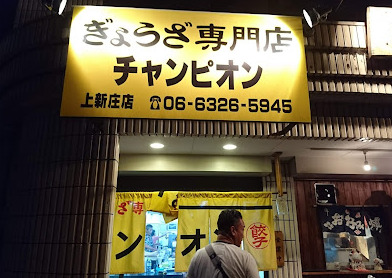 ぎょうざ専門店
チャンピオン
上新庄店 ☎06-6326-5945
ざ専
ン オ 餃子